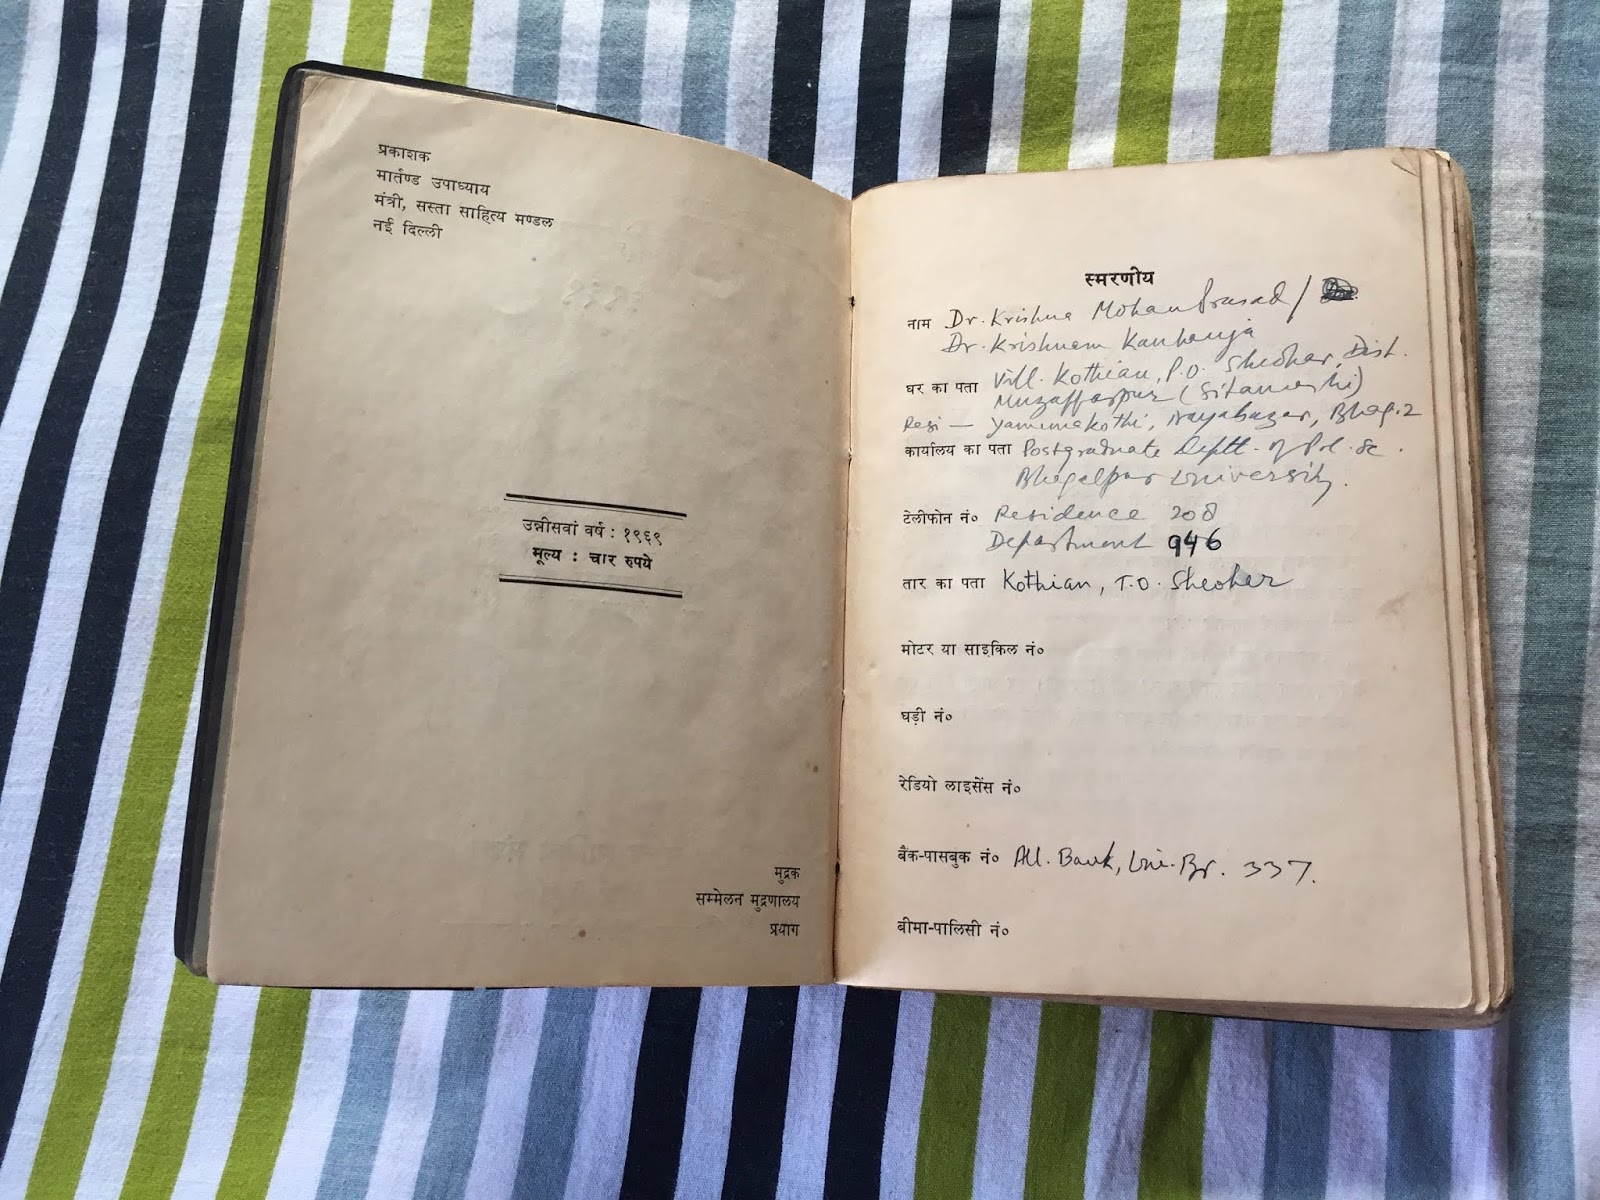 प्रकाशक
मार्तण्ड उपाध्याय
मंत्री, सस्ता साहित्य मण्डल
नई दिल्ली
उन्नीसवां वर्ष : १९६९
मूल्य : चार रुपये
मुद्रक
सम्मेलन मुद्रणालय
प्रयाग
स्मरणीय
नाम Dr. Krishna Mohan Prasad /
Dr. Krishnam Kanhaiya
घर का पता Vill. Kothian, P.O. Sheohar, Dist.
Muzaffarpur (Sitamarhi)
Resi — Yamunakothi, Nayabazar, Bhag. 2
कार्यालय का पता Postgraduate Deptt. of Pol. Sc.
Bhagalpur University.
टेलीफोन नं० Residence 208
Department 946
तार का पता Kothian, T.O. Sheohar
मोटर या साइकिल नं०
घड़ी नं०
रेडियो लाइसेंस नं०
बैंक-पासबुक नं० All. Bank, Uni. Br. 337.
बीमा-पालिसी नं०